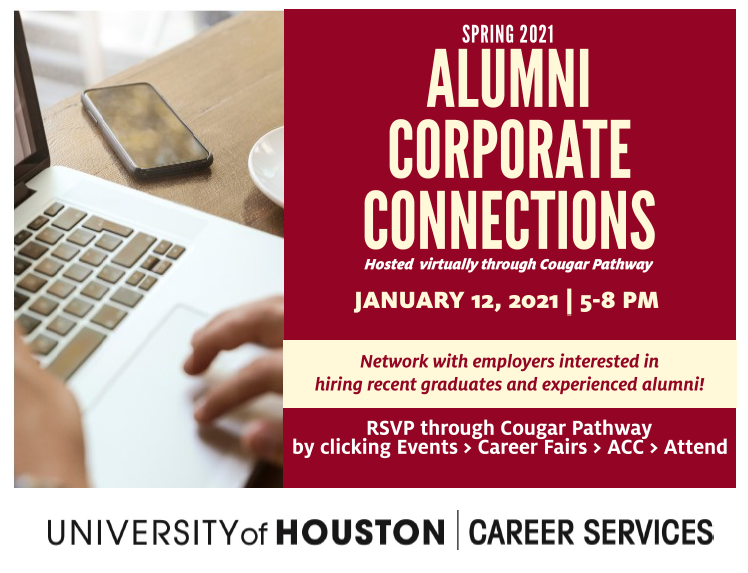 SPRING 2021
ALUMNI
CORPORATE
CONNECTIONS
Hosted virtually through Cougar Pathway
JANUARY 12, 2021 | 5-8 PM
Network with employers interested in
hiring recent graduates and experienced alumni!
RSVP through Cougar Pathway
by clicking Events > Career Fairs > ACC > Attend
UNIVERSITY of HOUSTON | CAREER SERVICES